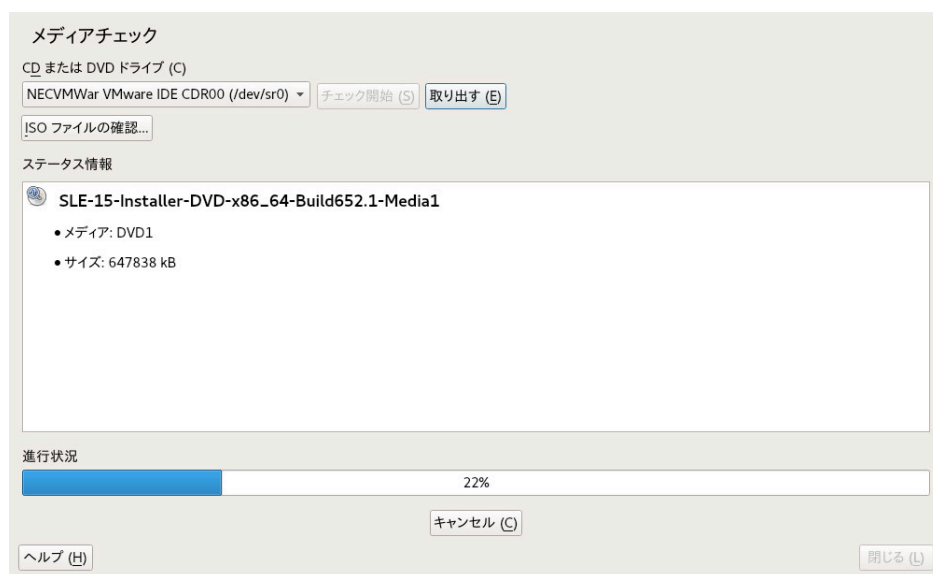 メディアチェック
CD または DVD ドライブ (C)
NECVMWar VMware IDE CDR00 (/dev/sr0) チェック開始 (S) 取り出す (E)
ISO ファイルの確認...
ステータス情報
SLE-15-Installer-DVD-x86_64-Build652.1-Media1
• メディア: DVD1
• サイズ: 647838 kB
進行状況
22%
キャンセル (C)
ヘルプ (H) 閉じる (L)